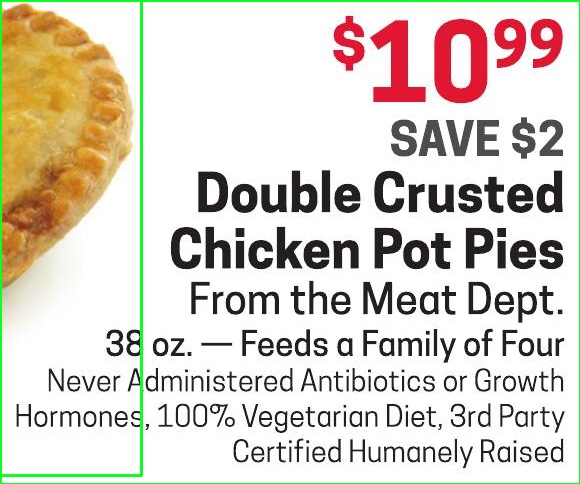 $10.99
SAVE $2
Double Crusted
Chicken Pot Pies
From the Meat Dept.
38 oz. — Feeds a Family of Four
Never Administered Antibiotics or Growth
Hormones, 100% Vegetarian Diet, 3rd Party
Certified Humanely Raised